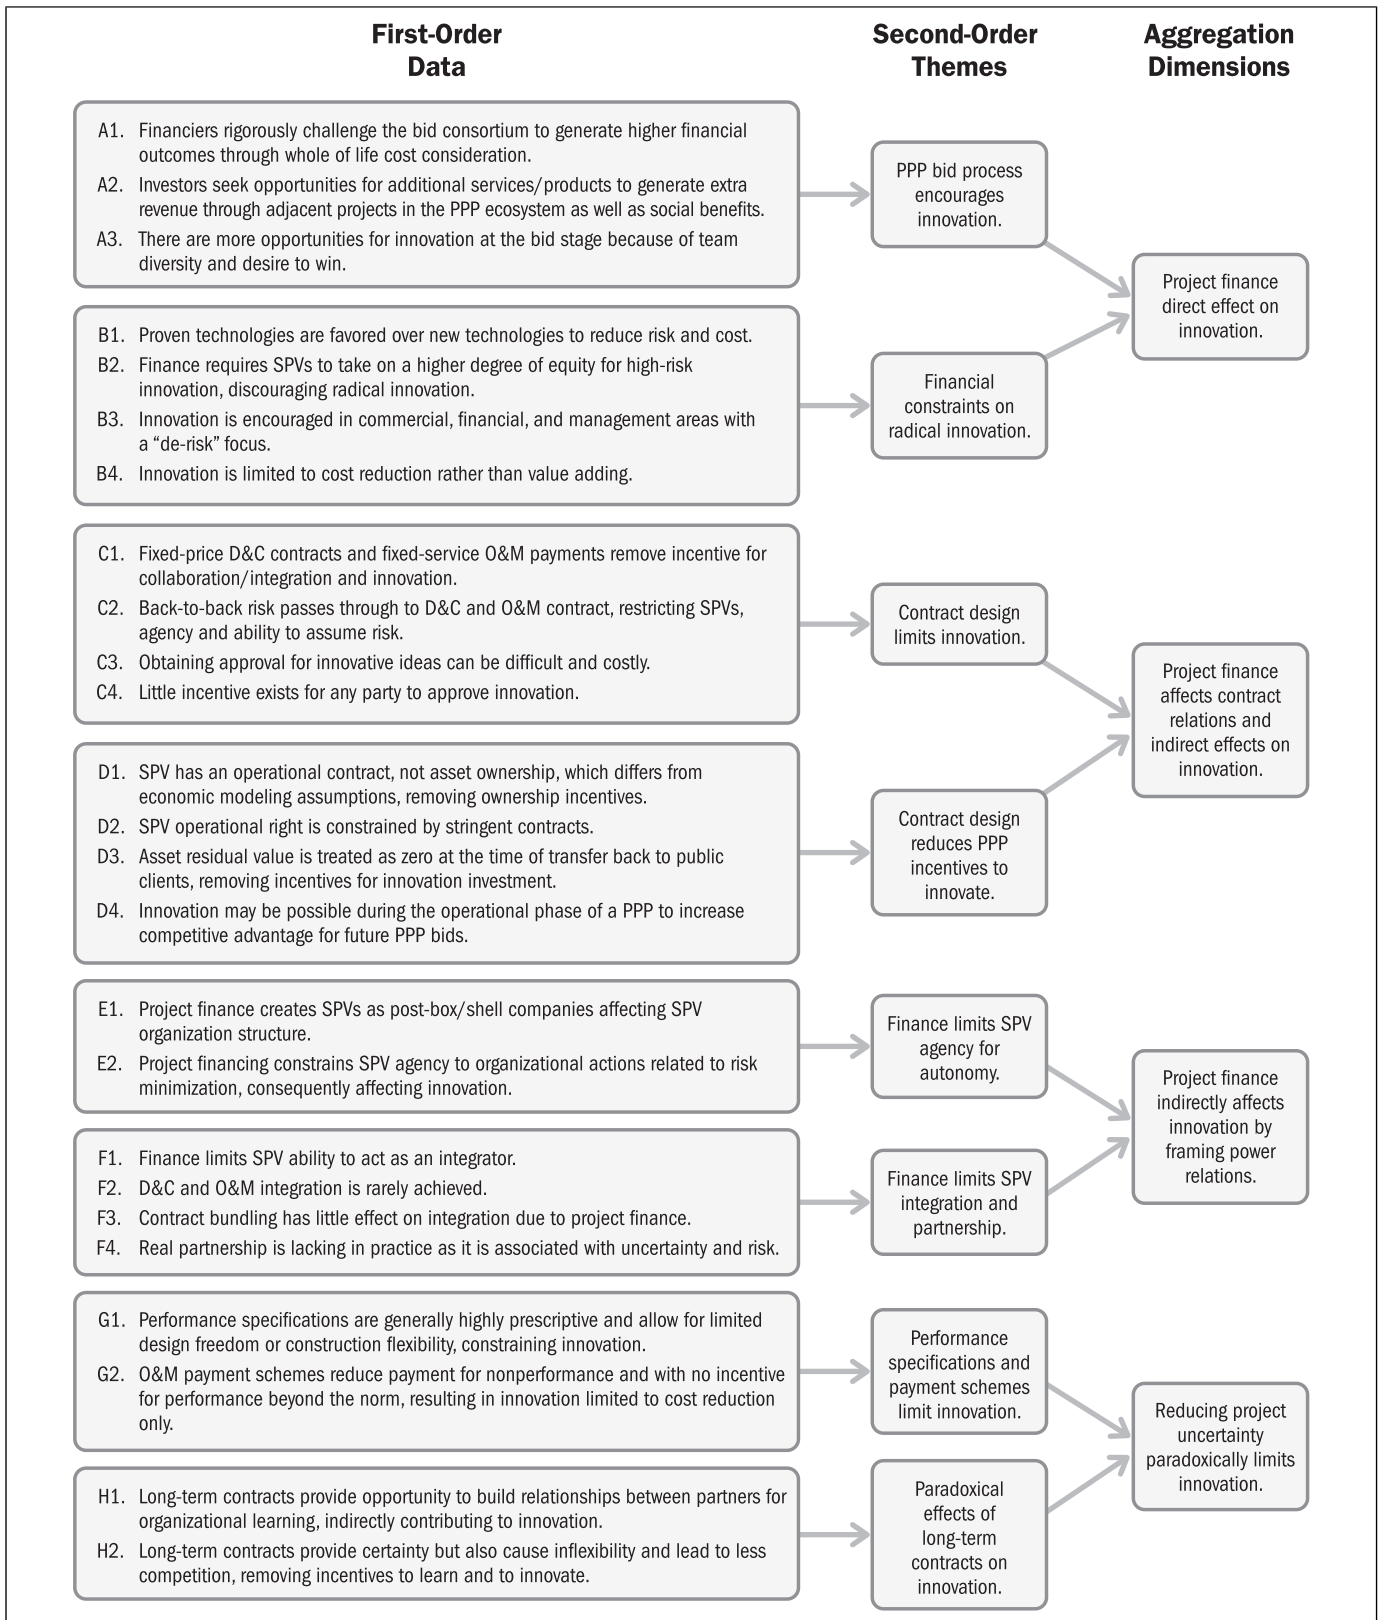 First-Order
Data
Second-Order
Themes
Aggregation
Dimensions
A1. Financiers rigorously challenge the bid consortium to generate higher financial
outcomes through whole of life cost consideration.
A2. Investors seek opportunities for additional services/products to generate extra
revenue through adjacent projects in the PPP ecosystem as well as social benefits.
A3. There are more opportunities for innovation at the bid stage because of team
diversity and desire to win.
PPP bid process
encourages
innovation.
B1. Proven technologies are favored over new technologies to reduce risk and cost.
B2. Finance requires SPVs to take on a higher degree of equity for high-risk
innovation, discouraging radical innovation.
B3. Innovation is encouraged in commercial, financial, and management areas with
a “de-risk” focus.
B4. Innovation is limited to cost reduction rather than value adding.
Financial
constraints on
radical innovation.
Project finance
direct effect on
innovation.
C1. Fixed-price D&C contracts and fixed-service O&M payments remove incentive for
collaboration/integration and innovation.
C2. Back-to-back risk passes through to D&C and O&M contract, restricting SPVs,
agency and ability to assume risk.
C3. Obtaining approval for innovative ideas can be difficult and costly.
C4. Little incentive exists for any party to approve innovation.
Contract design
limits innovation.
D1. SPV has an operational contract, not asset ownership, which differs from
economic modeling assumptions, removing ownership incentives.
D2. SPV operational right is constrained by stringent contracts.
D3. Asset residual value is treated as zero at the time of transfer back to public
clients, removing incentives for innovation investment.
D4. Innovation may be possible during the operational phase of a PPP to increase
competitive advantage for future PPP bids.
Contract design
reduces PPP
incentives to
innovate.
Project finance
affects contract
relations and
indirect effects on
innovation.
E1. Project finance creates SPVs as post-box/shell companies affecting SPV
organization structure.
E2. Project financing constrains SPV agency to organizational actions related to risk
minimization, consequently affecting innovation.
Finance limits SPV
agency for
autonomy.
F1. Finance limits SPV ability to act as an integrator.
F2. D&C and O&M integration is rarely achieved.
F3. Contract bundling has little effect on integration due to project finance.
F4. Real partnership is lacking in practice as it is associated with uncertainty and risk.
Finance limits SPV
integration and
partnership.
Project finance
indirectly affects
innovation by
framing power
relations.
G1. Performance specifications are generally highly prescriptive and allow for limited
design freedom or construction flexibility, constraining innovation.
G2. O&M payment schemes reduce payment for nonperformance and with no incentive
for performance beyond the norm, resulting in innovation limited to cost reduction
only.
Performance
specifications and
payment schemes
limit innovation.
H1. Long-term contracts provide opportunity to build relationships between partners for
organizational learning, indirectly contributing to innovation.
H2. Long-term contracts provide certainty but also cause inflexibility and lead to less
competition, removing incentives to learn and to innovate.
Paradoxical
effects of
long-term
contracts on
innovation.
Reducing project
uncertainty
paradoxically limits
innovation.